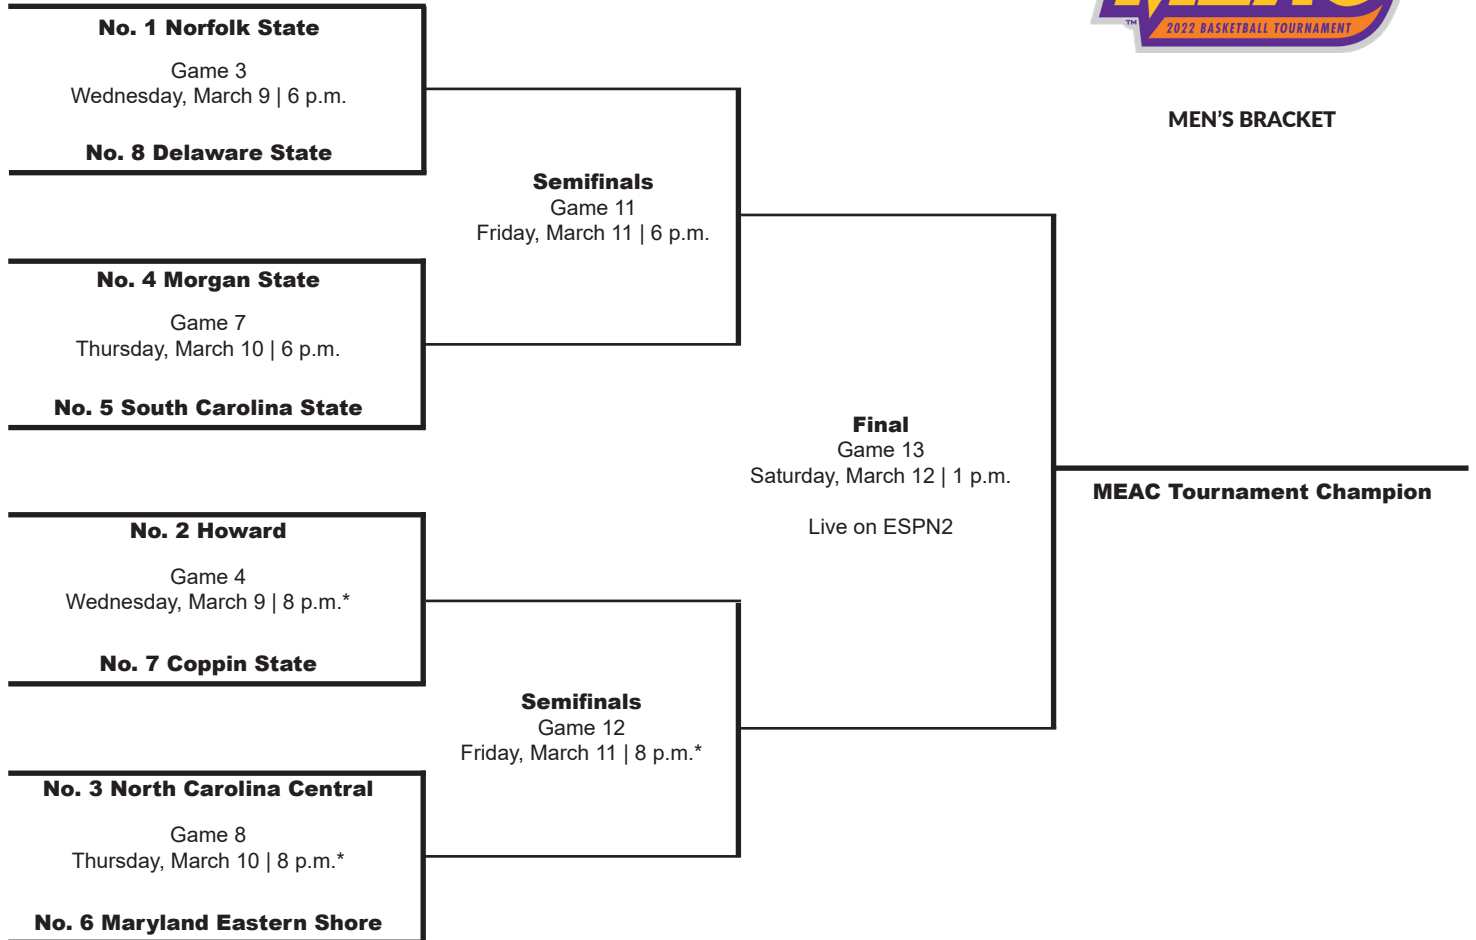 MEAC
™
2022 BASKETBALL TOURNAMENT
MEN'S BRACKET
No. 1 Norfolk State
Game 3
Wednesday, March 9 | 6 p.m.
No. 8 Delaware State
Semifinals
Game 11
Friday, March 11 | 6 p.m.
No. 4 Morgan State
Game 7
Thursday, March 10 | 6 p.m.
No. 5 South Carolina State
Final
Game 13
Saturday, March 12 | 1 p.m.
Live on ESPN2
MEAC Tournament Champion
No. 2 Howard
Game 4
Wednesday, March 9 | 8 p.m.*
No. 7 Coppin State
Semifinals
Game 12
Friday, March 11 | 8 p.m.*
No. 3 North Carolina Central
Game 8
Thursday, March 10 | 8 p.m.*
No. 6 Maryland Eastern Shore